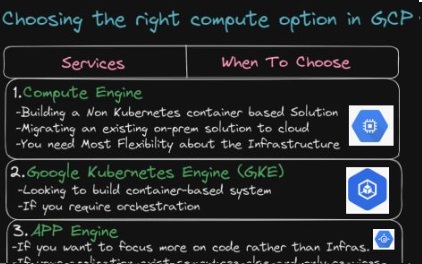 Choosing the right compute option in GCP
Services
When To Choose
1.Compute Engine
-Building a Non Kubernetes container based Solution
-Migrating an existing on-prem solution to cloud
-You need Most Flexibility about the Infrastructure
2.Google Kubernetes Engine (GKE)
-Looking to build container-based system
-If you require orchestration
3. APP Engine
-If you want to focus more on code rather than Infras.